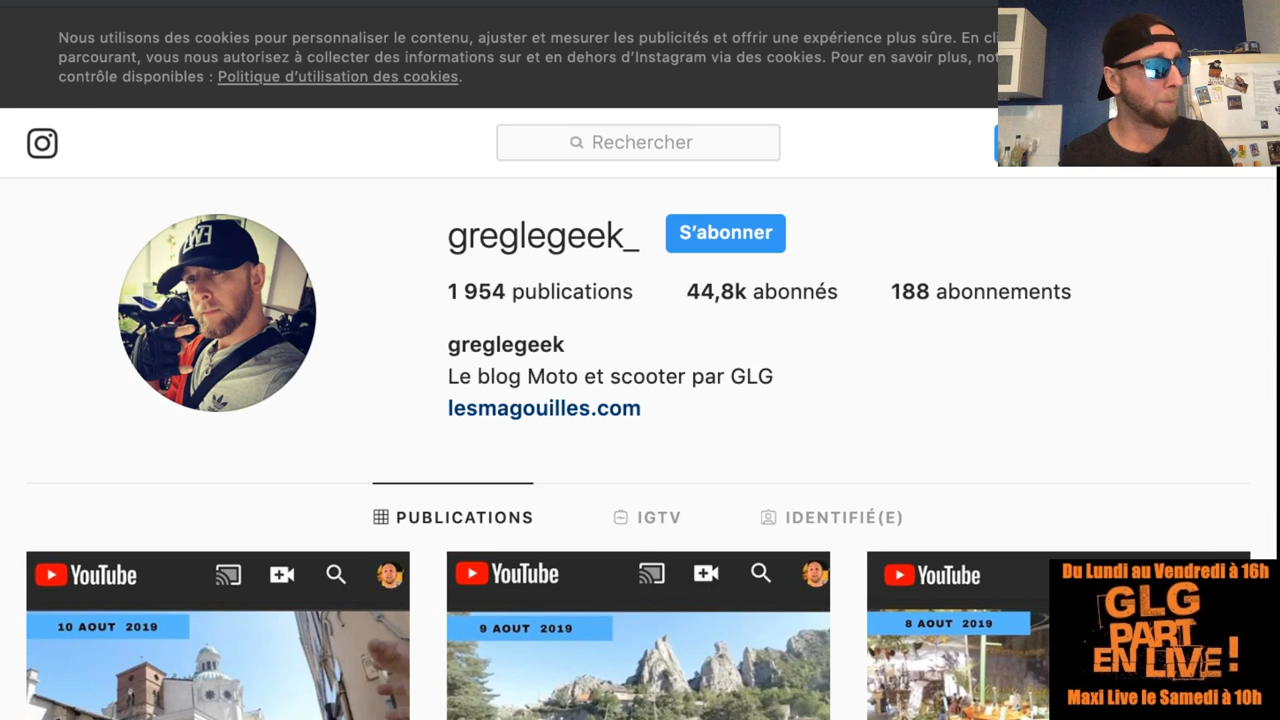 Nous utilisons des cookies pour personnaliser le contenu, ajuster et mesurer les publicités et offrir une expérience plus sûre. En cli
parcourant, vous nous autorisez à collecter des informations sur et en dehors d’Instagram via des cookies. Pour en savoir plus, not
contrôle disponibles : Politique d’utilisation des cookies.
Rechercher
greglegeek_ S’abonner
1 954 publications 44,8k abonnés 188 abonnements
greglegeek
Le blog Moto et scooter par GLG
lesmagouilles.com
PUBLICATIONS IGTV IDENTIFIÉ(E)
YouTube YouTube YouTube
10 AOUT 2019 9 AOUT 2019 8 AOUT 2019
Du Lundi au Vendredi à 16h
GLG
PART
EN LIVE !
Maxi Live le Samedi à 10h